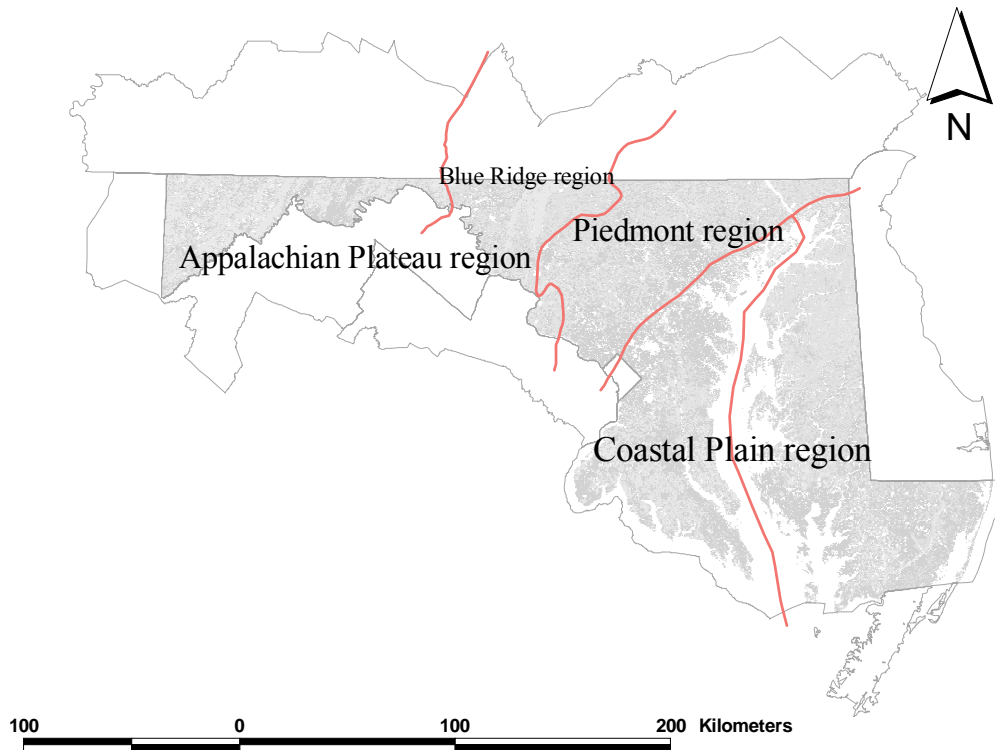 N
Blue Ridge region
Piedmont region
Appalachian Plateau region
Coastal Plain region
100 0 100 200 Kilometers